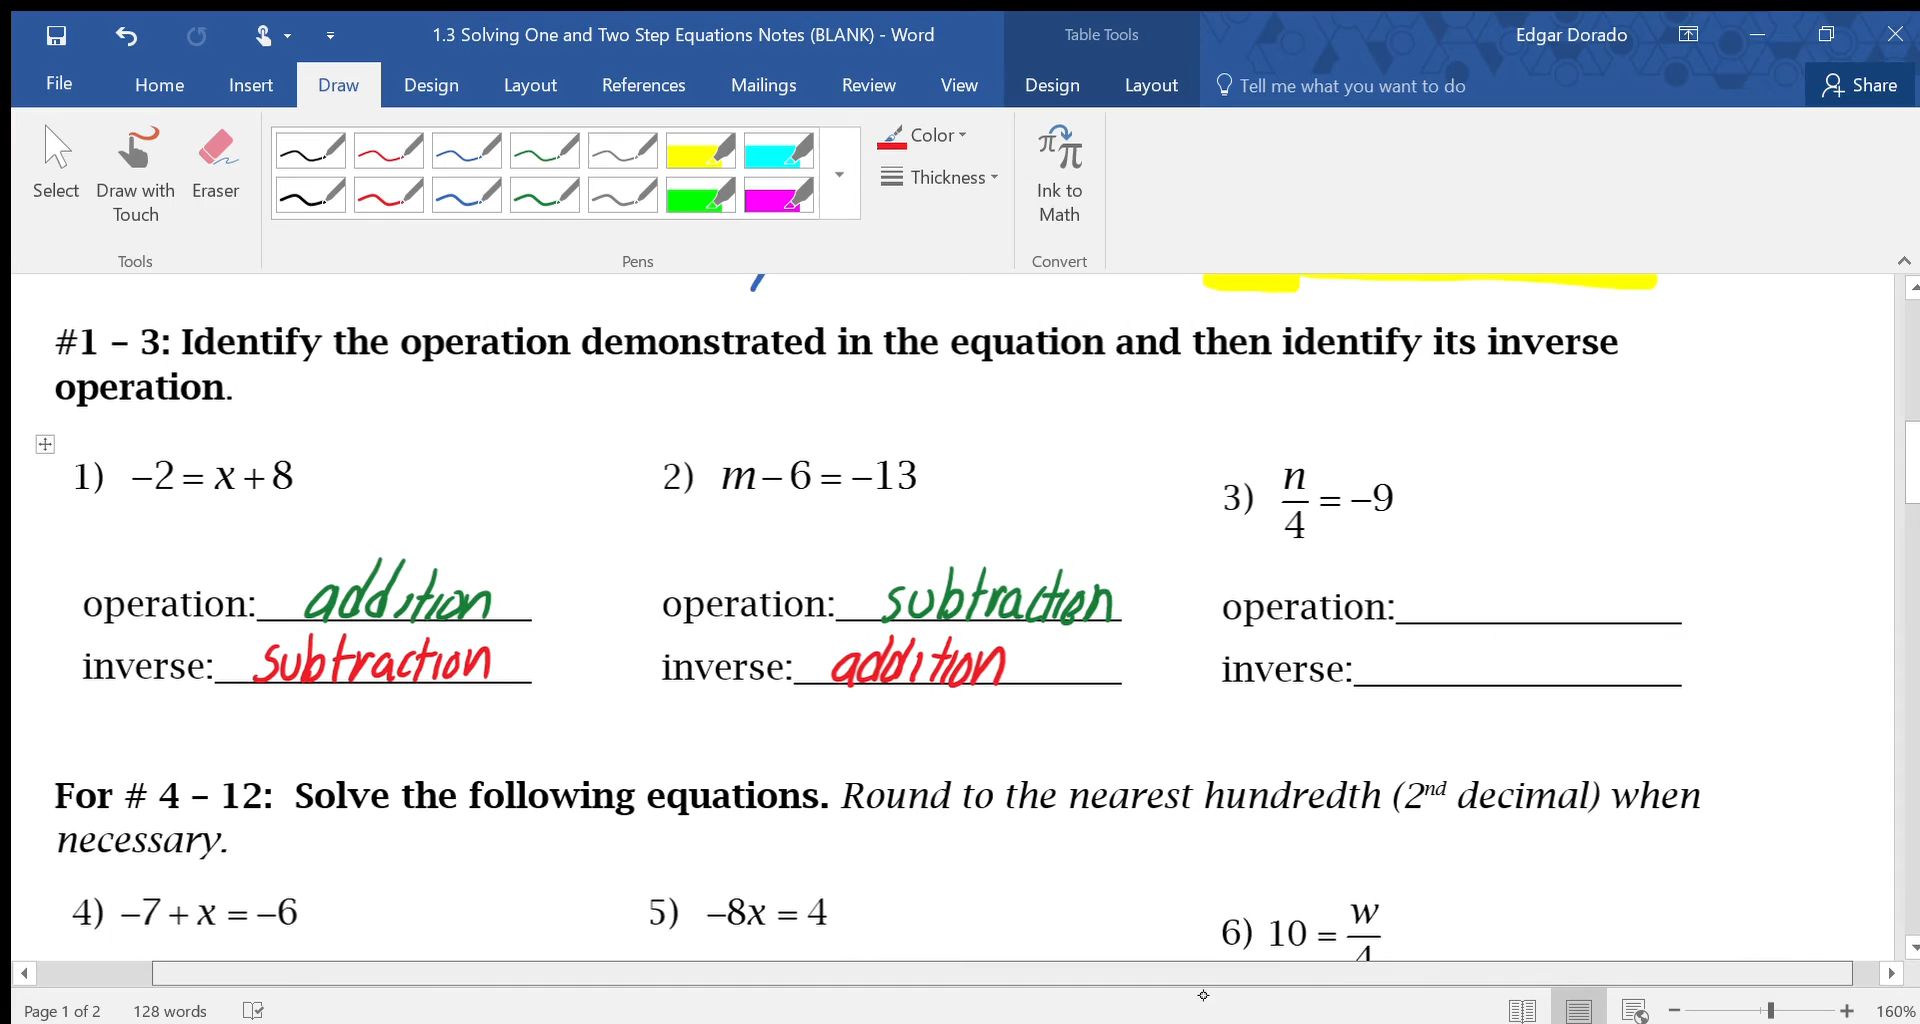 1.3 Solving One and Two Step Equations Notes (BLANK) - Word
Table Tools
Edgar Dorado
File Home Insert Draw Design Layout References Mailings Review View Design Layout Tell me what you want to do Share
Select
Draw with Touch
Eraser
Color
Thickness
Ink to Math
Tools
Pens
Convert
#1 – 3: Identify the operation demonstrated in the equation and then identify its inverse
operation.
1) −2 = x + 8
2) m − 6 = −13
3) n/4 = −9
operation: addition
operation: subtraction
operation:
inverse: subtraction
inverse: addition
inverse:
For # 4 – 12: Solve the following equations. Round to the nearest hundredth (2nd decimal) when
necessary.
4) −7 + x = −6
5) −8x = 4
6) 10 = w/4
Page 1 of 2 128 words
160%